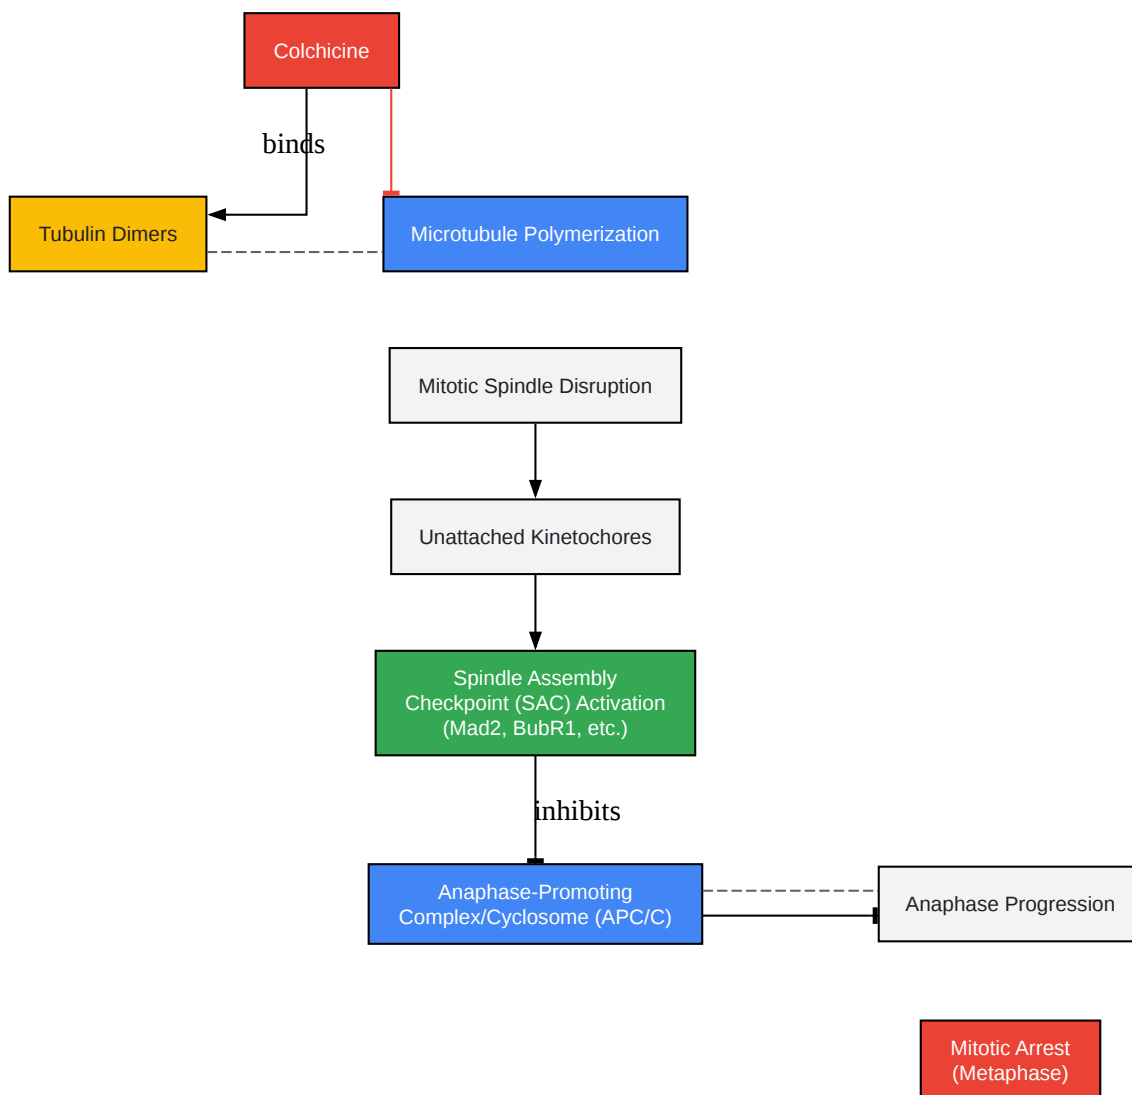 Colchicine
binds
Tubulin Dimers
Microtubule Polymerization
Mitotic Spindle Disruption
Unattached Kinetochores
Spindle Assembly
Checkpoint (SAC) Activation
(Mad2, BubR1, etc.)
inhibits
Anaphase-Promoting
Complex/Cyclosome (APC/C)
Anaphase Progression
Mitotic Arrest
(Metaphase)